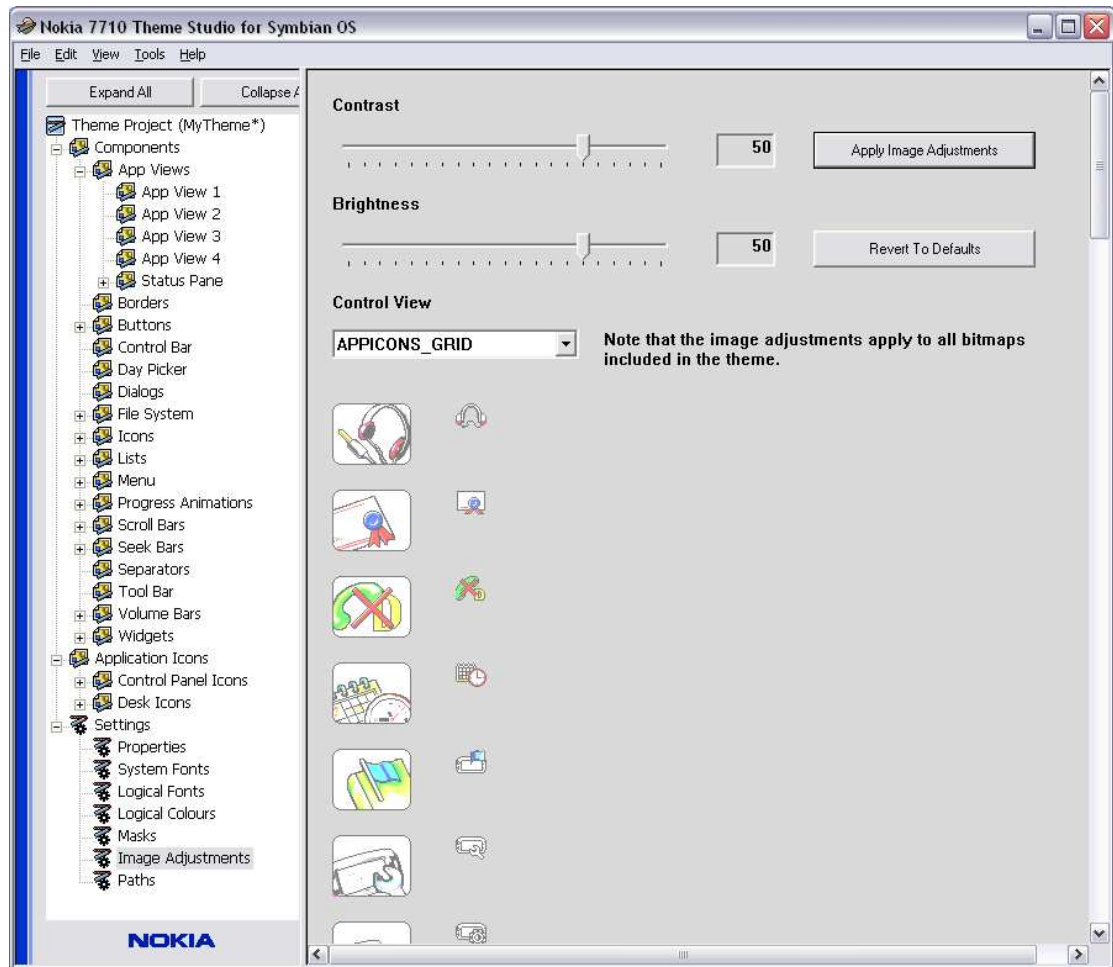 Nokia 7710 Theme Studio for Symbian OS
File Edit View Tools Help
Expand All
Collapse A
Theme Project (MyTheme*)
Components
App Views
App View 1
App View 2
App View 3
App View 4
Status Pane
Borders
Buttons
Control Bar
Day Picker
Dialogs
File System
Icons
Lists
Menu
Progress Animations
Scroll Bars
Seek Bars
Separators
Tool Bar
Volume Bars
Widgets
Application Icons
Control Panel Icons
Desk Icons
Settings
Properties
System Fonts
Logical Fonts
Logical Colours
Masks
Image Adjustments
Paths
NOKIA
Contrast
50
Apply Image Adjustments
Brightness
50
Revert To Defaults
Control View
APPICONS_GRID
Note that the image adjustments apply to all bitmaps
included in the theme.